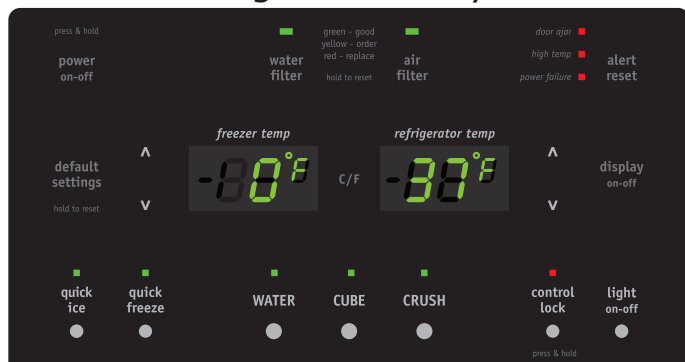 press & hold
power
on-off
water
filter
green - good
yellow - order
red - replace
hold to reset
air
filter
door ajar
high temp
power failure
alert
reset
default
settings
hold to reset
freezer temp
0°F
C/F
refrigerator temp
37°F
display
on-off
quick
ice
quick
freeze
WATER
CUBE
CRUSH
control
lock
press & hold
light
on-off